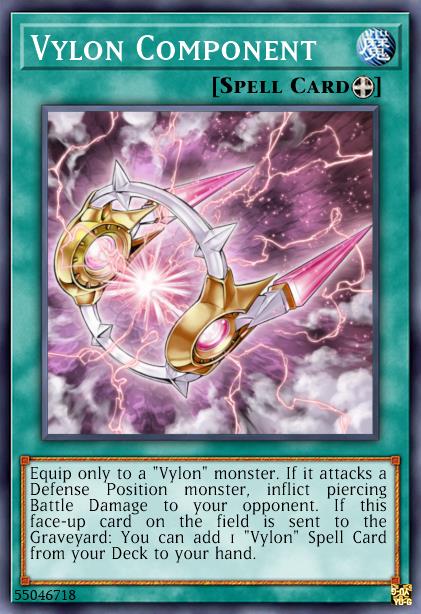 Vylon Component
魔
[Spell Card]
Equip only to a "Vylon" monster. If it attacks a
Defense Position monster, inflict piercing
Battle Damage to your opponent. If this
face-up card on the field is sent to the
Graveyard: You can add 1 "Vylon" Spell Card
from your Deck to your hand.
55046718